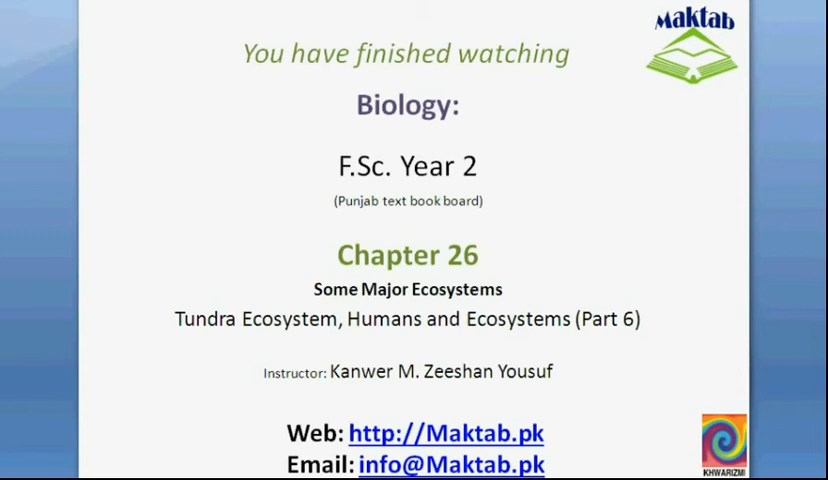 Maktab
You have finished watching
Biology:
F.Sc. Year 2
(Punjab text book board)
Chapter 26
Some Major Ecosystems
Tundra Ecosystem, Humans and Ecosystems (Part 6)
Instructor: Kanwer M. Zeeshan Yousuf
Web: http://Maktab.pk
Email: info@Maktab.pk
KHWARIZMI